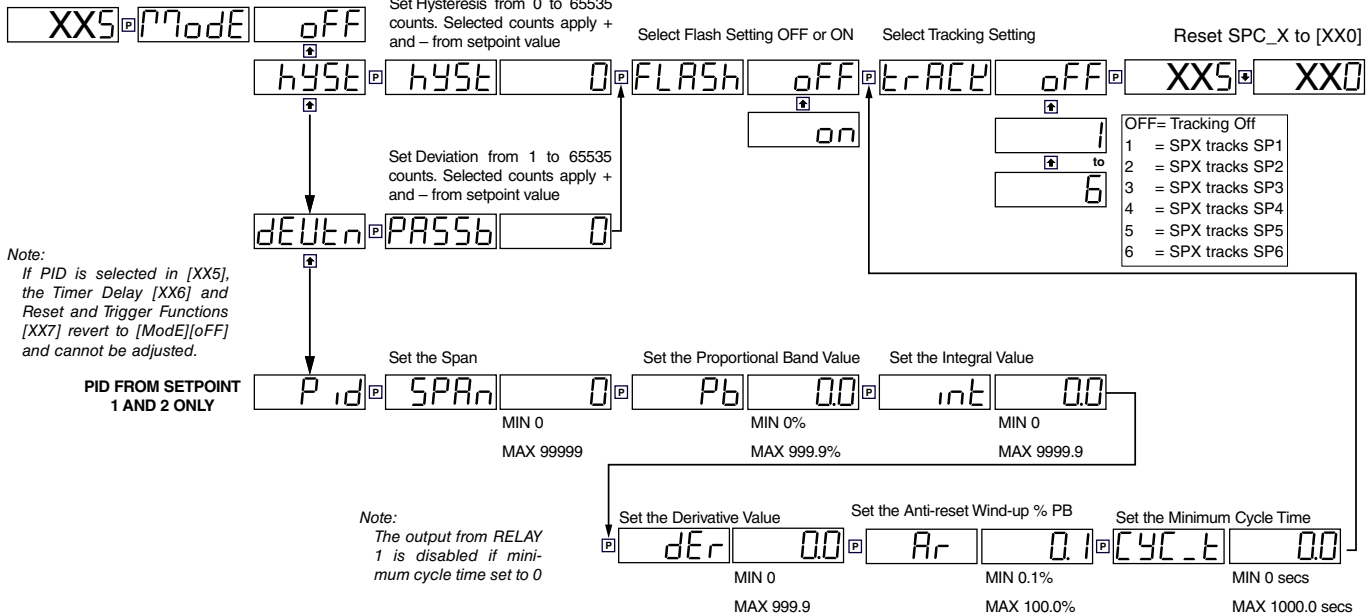 Set Hysteresis from 0 to 65535
counts. Selected counts apply +
and – from setpoint value
Select Flash Setting OFF or ON
Select Tracking Setting
Reset SPC_X to [XX0]
XX5 P ModE oFF
hYSt P hYSt 0 P FLASh oFF P trACK oFF P XX5 XX0
on
1
to
6
OFF= Tracking Off
1 = SPX tracks SP1
2 = SPX tracks SP2
3 = SPX tracks SP3
4 = SPX tracks SP4
5 = SPX tracks SP5
6 = SPX tracks SP6
Set Deviation from 1 to 65535
counts. Selected counts apply +
and – from setpoint value
dEVtn P PASSb 0
Note:
If PID is selected in [XX5],
the Timer Delay [XX6] and
Reset and Trigger Functions
[XX7] revert to [ModE][oFF]
and cannot be adjusted.
PID FROM SETPOINT
1 AND 2 ONLY
Set the Span
Set the Proportional Band Value
Set the Integral Value
P id P SPAn 0 P Pb 0.0 P int 0.0
MIN 0
MAX 99999
MIN 0%
MAX 999.9%
MIN 0
MAX 9999.9
Note:
The output from RELAY
1 is disabled if mini-
mum cycle time set to 0
Set the Derivative Value
Set the Anti-reset Wind-up % PB
Set the Minimum Cycle Time
P dEr 0.0 P Ar 0.1 P CYC_t 0.0
MIN 0
MAX 999.9
MIN 0.1%
MAX 100.0%
MIN 0 secs
MAX 1000.0 secs